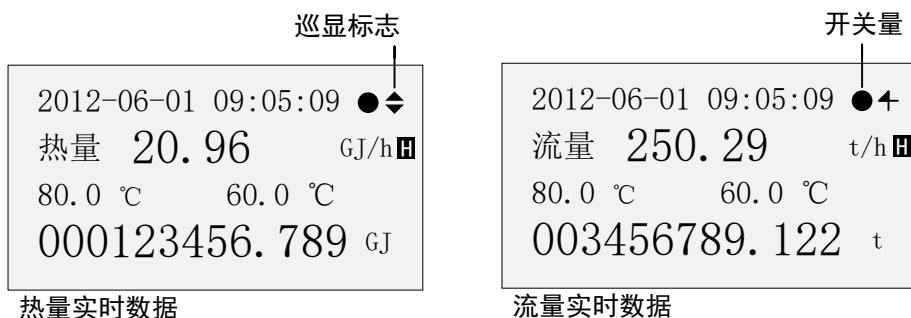 巡显标志
2012-06-01 09:05:09
热量 20.96 GJ/h H
80.0 ℃ 60.0 ℃
000123456.789 GJ
热量实时数据
开关量
2012-06-01 09:05:09
流量 250.29 t/h H
80.0 ℃ 60.0 ℃
003456789.122 t
流量实时数据